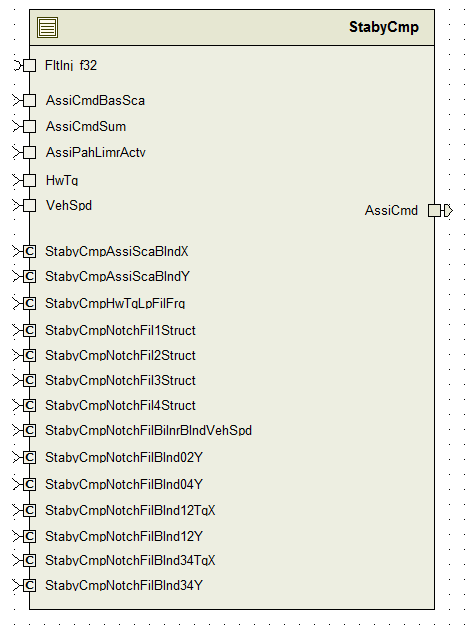 StabyCmp
FltInj_f32
AssiCmdBasSca
AssiCmdSum
AssiPahLimrActv
HwTq
VehSpd
AssiCmd
C StabyCmpAssiScaBlndX
C StabyCmpAssiScaBlndY
C StabyCmpHwTqLpFilFrq
C StabyCmpNotchFil1Struct
C StabyCmpNotchFil2Struct
C StabyCmpNotchFil3Struct
C StabyCmpNotchFil4Struct
C StabyCmpNotchFilBilnrBlndVehSpd
C StabyCmpNotchFilBlnd02Y
C StabyCmpNotchFilBlnd04Y
C StabyCmpNotchFilBlnd12TqX
C StabyCmpNotchFilBlnd12Y
C StabyCmpNotchFilBlnd34TqX
C StabyCmpNotchFilBlnd34Y